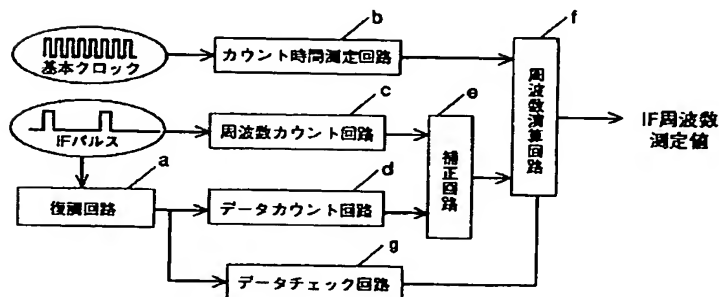 b
基本クロック
カウント時間測定回路
f
c
e
IFパルス
周波数カウント回路
周波数演算回路
IF周波数
測定値
a
補正回路
d
復調回路
データカウント回路
g
データチェック回路